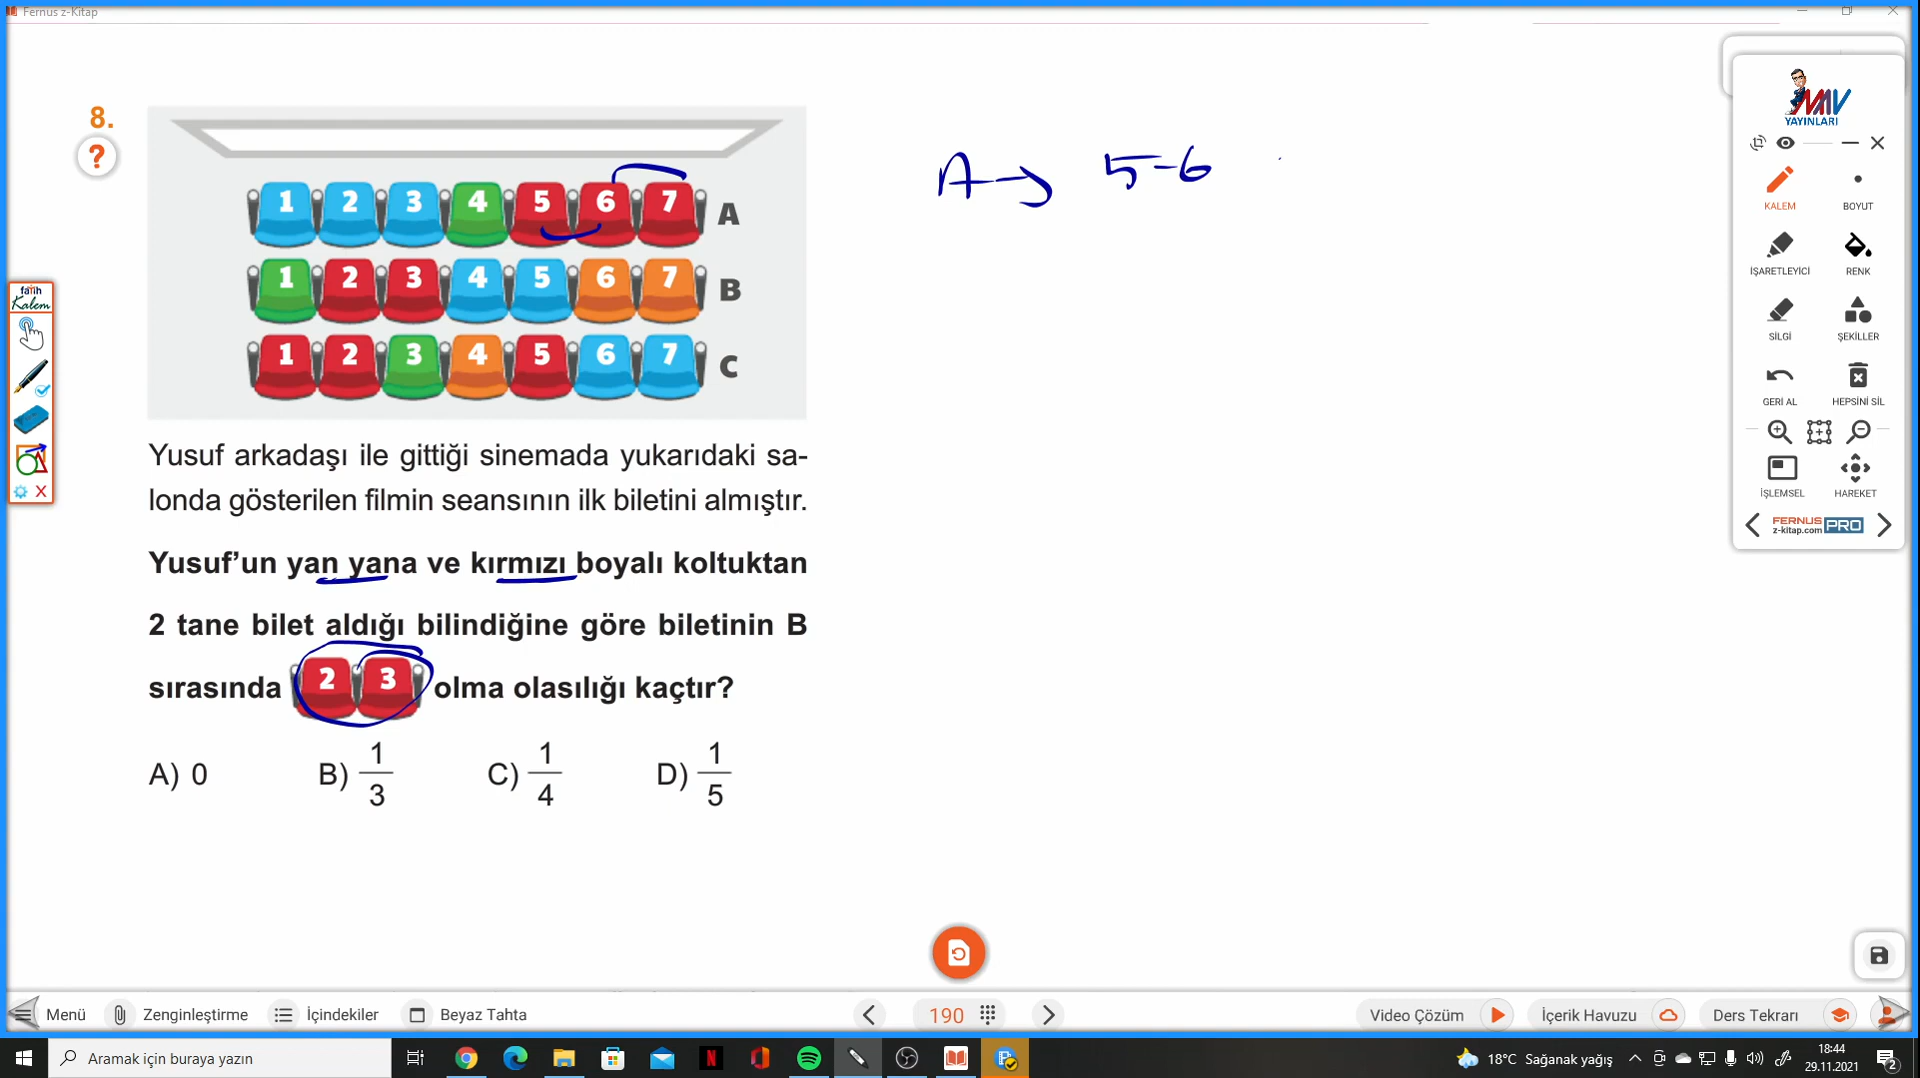 Fernus z-Kitap
8.
?
1 2 3 4 5 6 7 A
1 2 3 4 5 6 7 B
1 2 3 4 5 6 7 C
A→ 5-6
Yusuf arkadaşı ile gittiği sinemada yukarıdaki sa-
londa gösterilen filmin seansının ilk biletini almıştır.
Yusuf'un yan yana ve kırmızı boyalı koltuktan
2 tane bilet aldığı bilindiğine göre biletinin B
sırasında 2 3 olma olasılığı kaçtır?
A) 0 B) 1/3 C) 1/4 D) 1/5
fatih
Kalem
X
MAV
YAYINLARI
KALEM BOYUT
İŞARETLEYİCİ RENK
SİLGİ ŞEKİLLER
GERİ AL HEPSİNİ SİL
İŞLEMSEL HAREKET
FERNUS PRO
z-kitap.com
Menü Zenginleştirme İçindekiler Beyaz Tahta 190 Video Çözüm İçerik Havuzu Ders Tekrarı
Aramak için buraya yazın
18°C Sağanak yağış
18:44
29.11.2021
2